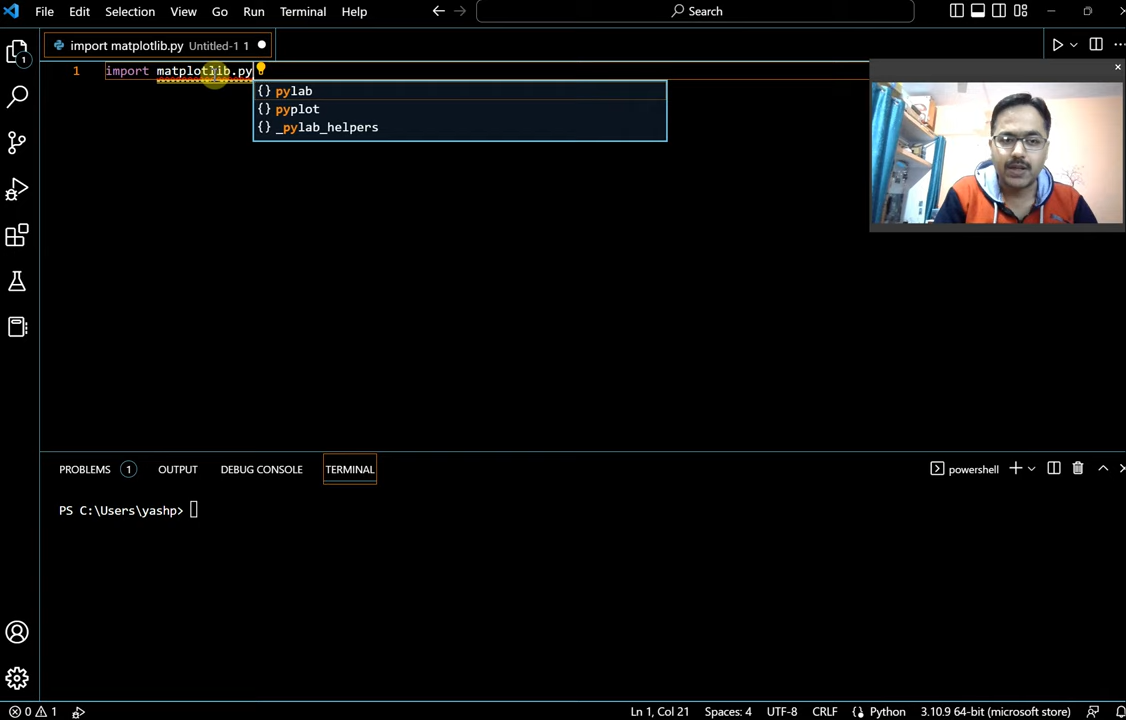 File Edit Selection View Go Run Terminal Help Search
import matplotlib.py Untitled-1 1
1 import matplotlib.py
pylab
pyplot
_pylab_helpers
1
PROBLEMS 1 OUTPUT DEBUG CONSOLE TERMINAL powershell
PS C:\Users\yashp>
0 1 Ln 1, Col 21 Spaces: 4 UTF-8 CRLF Python 3.10.9 64-bit (microsoft store)